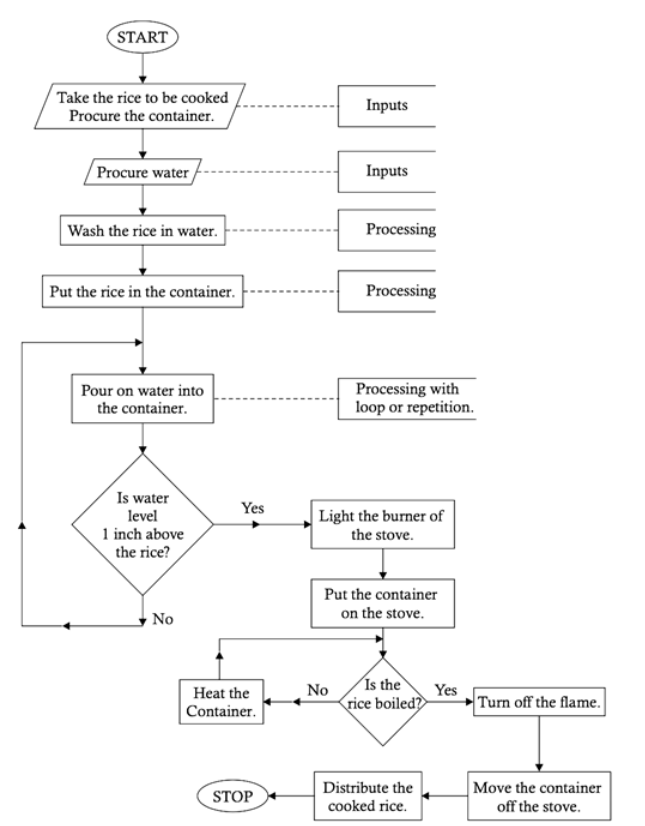 START
Take the rice to be cooked
Procure the container.
Inputs
Procure water
Inputs
Wash the rice in water.
Processing
Put the rice in the container.
Processing
Pour on water into
the container.
Processing with
loop or repetition.
Is water
level
1 inch above
the rice?
Yes
No
Light the burner of
the stove.
Put the container
on the stove.
Is the
rice boiled?
No
Heat the
Container.
Yes
Turn off the flame.
Move the container
off the stove.
Distribute the
cooked rice.
STOP